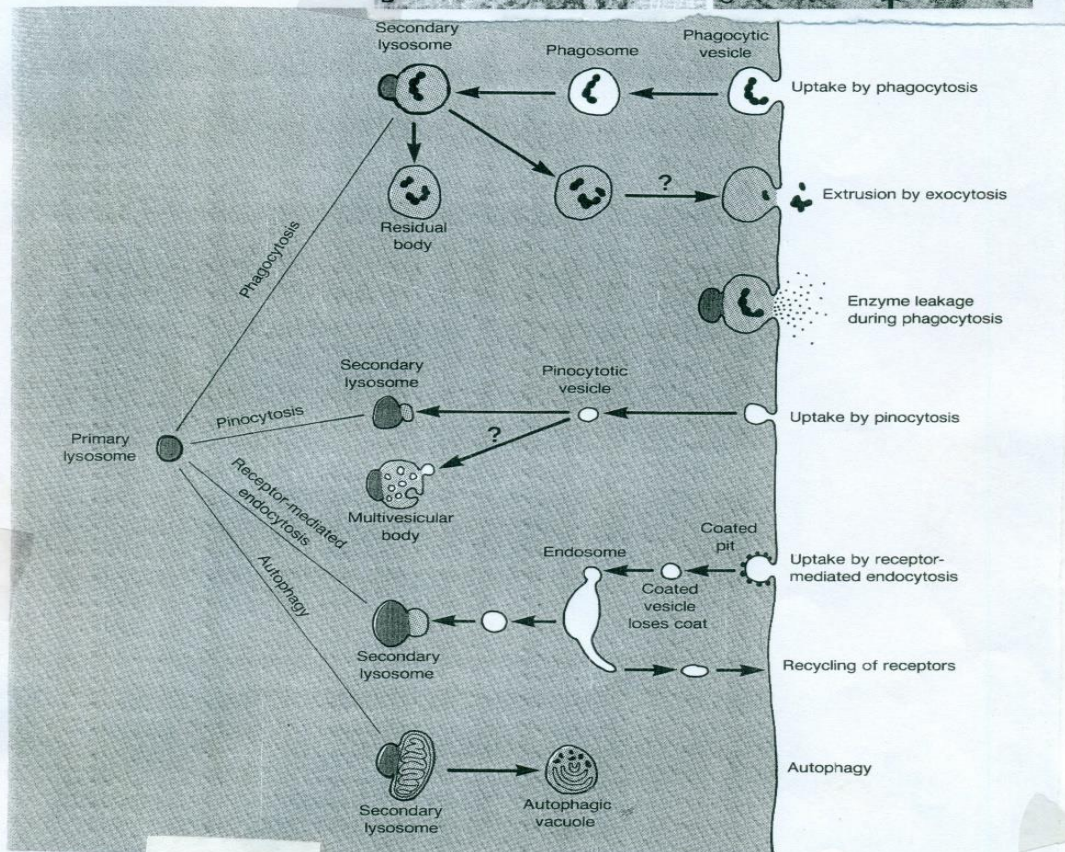 Secondary
lysosome
Phagosome
Phagocytic
vesicle
Uptake by phagocytosis
Residual
body
?
Extrusion by exocytosis
Phagocytosis
Enzyme leakage
during phagocytosis
Secondary
lysosome
Pinocytotic
vesicle
Uptake by pinocytosis
Pinocytosis
Primary
lysosome
?
Multivesicular
body
Receptor-mediated
endocytosis
Coated
pit
Endosome
Uptake by receptor-
mediated endocytosis
Coated
vesicle
loses coat
Autophagy
Secondary
lysosome
Recycling of receptors
Autophagy
Secondary
lysosome
Autophagic
vacuole